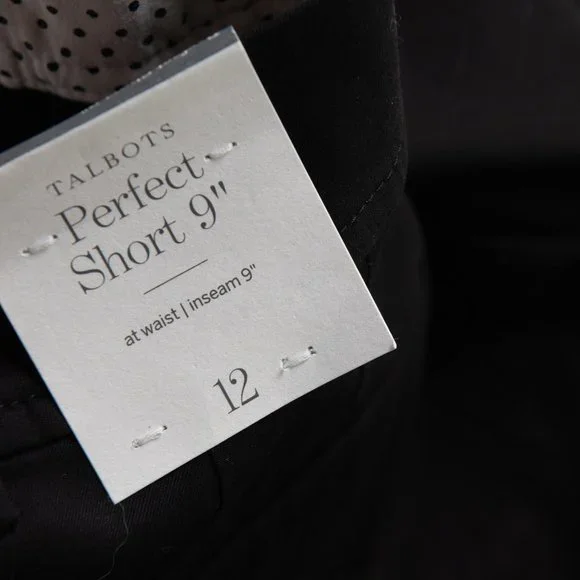 TALBOTS
Perfect
Short 9"
at waist | inseam 9"
12